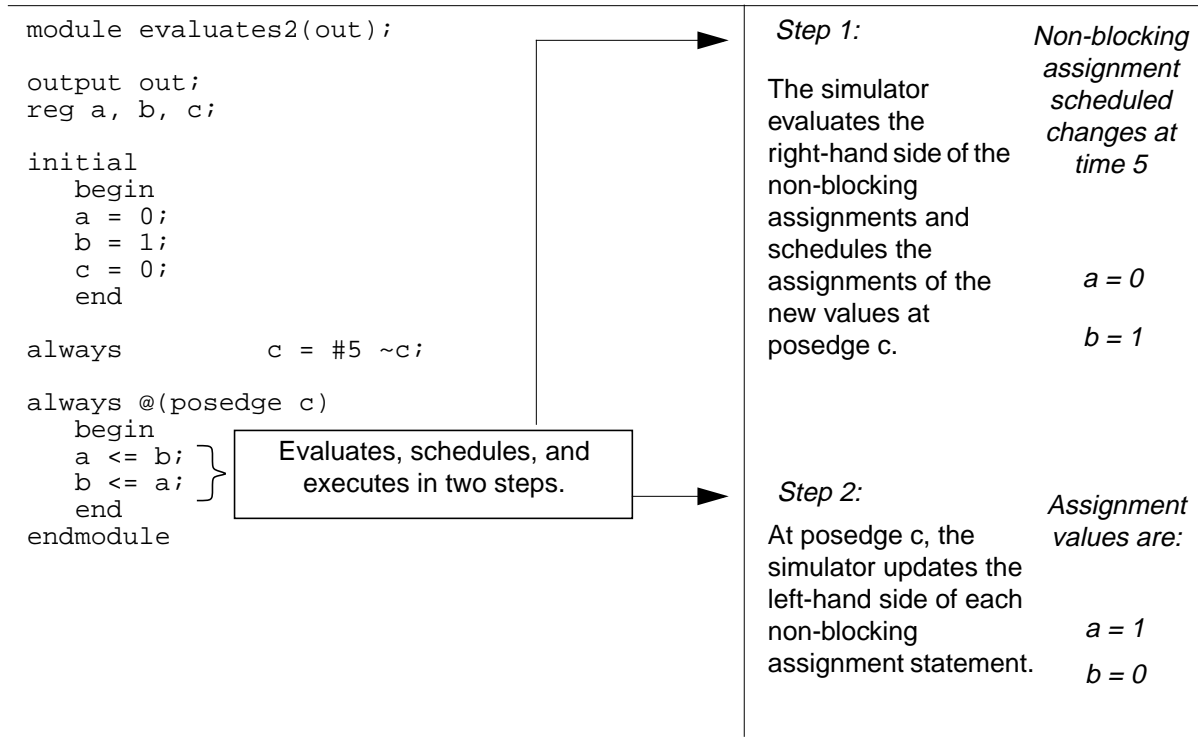 module evaluates2(out);
output out;
reg a, b, c;
initial
begin
a = 0;
b = 1;
c = 0;
end
always c = #5 ~c;
always @(posedge c)
begin
a <= b;
b <= a;
end
endmodule
Evaluates, schedules, and
executes in two steps.
Step 1:
The simulator
evaluates the
right-hand side of the
non-blocking
assignments and
schedules the
assignments of the
new values at
posedge c.
Non-blocking
assignment
scheduled
changes at
time 5
a = 0
b = 1
Step 2:
At posedge c, the
simulator updates the
left-hand side of each
non-blocking
assignment statement.
Assignment
values are:
a = 1
b = 0